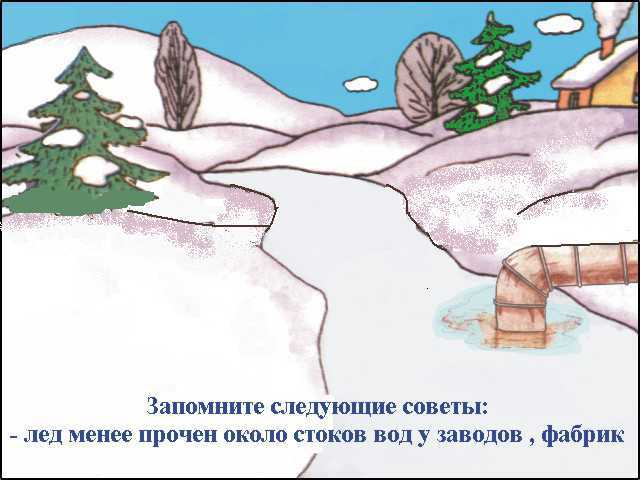 Запомните следующие советы:
- лед менее прочен около стоков вод у заводов , фабрик